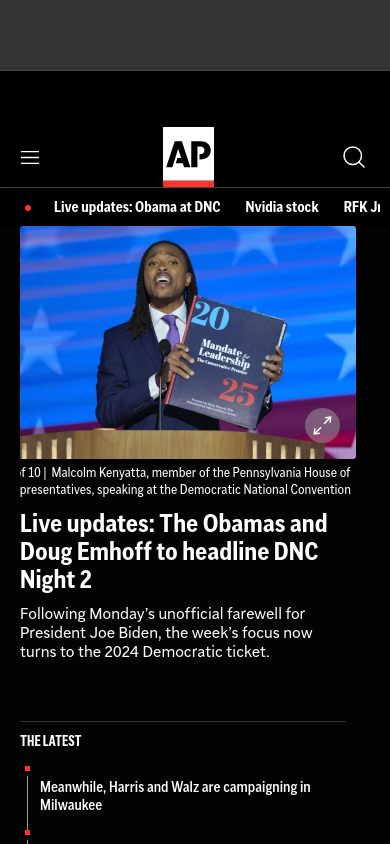 AP
Live updates: Obama at DNC Nvidia stock RFK
20
Mandate for
Leadership
The Conservative Promise
25
of 10 | Malcolm Kenyatta, member of the Pennsylvania House of
presentatives, speaking at the Democratic National Convention
Live updates: The Obamas and
Doug Emhoff to headline DNC
Night 2
Following Monday’s unofficial farewell for
President Joe Biden, the week’s focus now
turns to the 2024 Democratic ticket.
THE LATEST
Meanwhile, Harris and Walz are campaigning in
Milwaukee